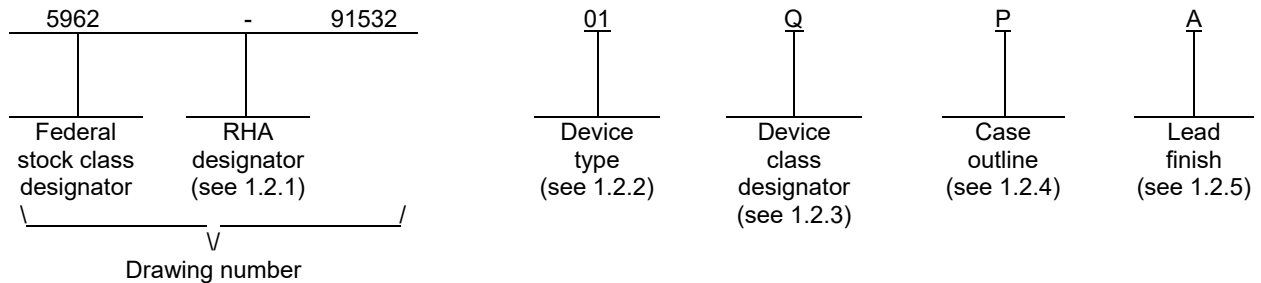 5962 - 91532 01 Q P A
Federal stock class designator
RHA designator (see 1.2.1)
Device type (see 1.2.2)
Device class designator (see 1.2.3)
Case outline (see 1.2.4)
Lead finish (see 1.2.5)
\ /
\/
Drawing number